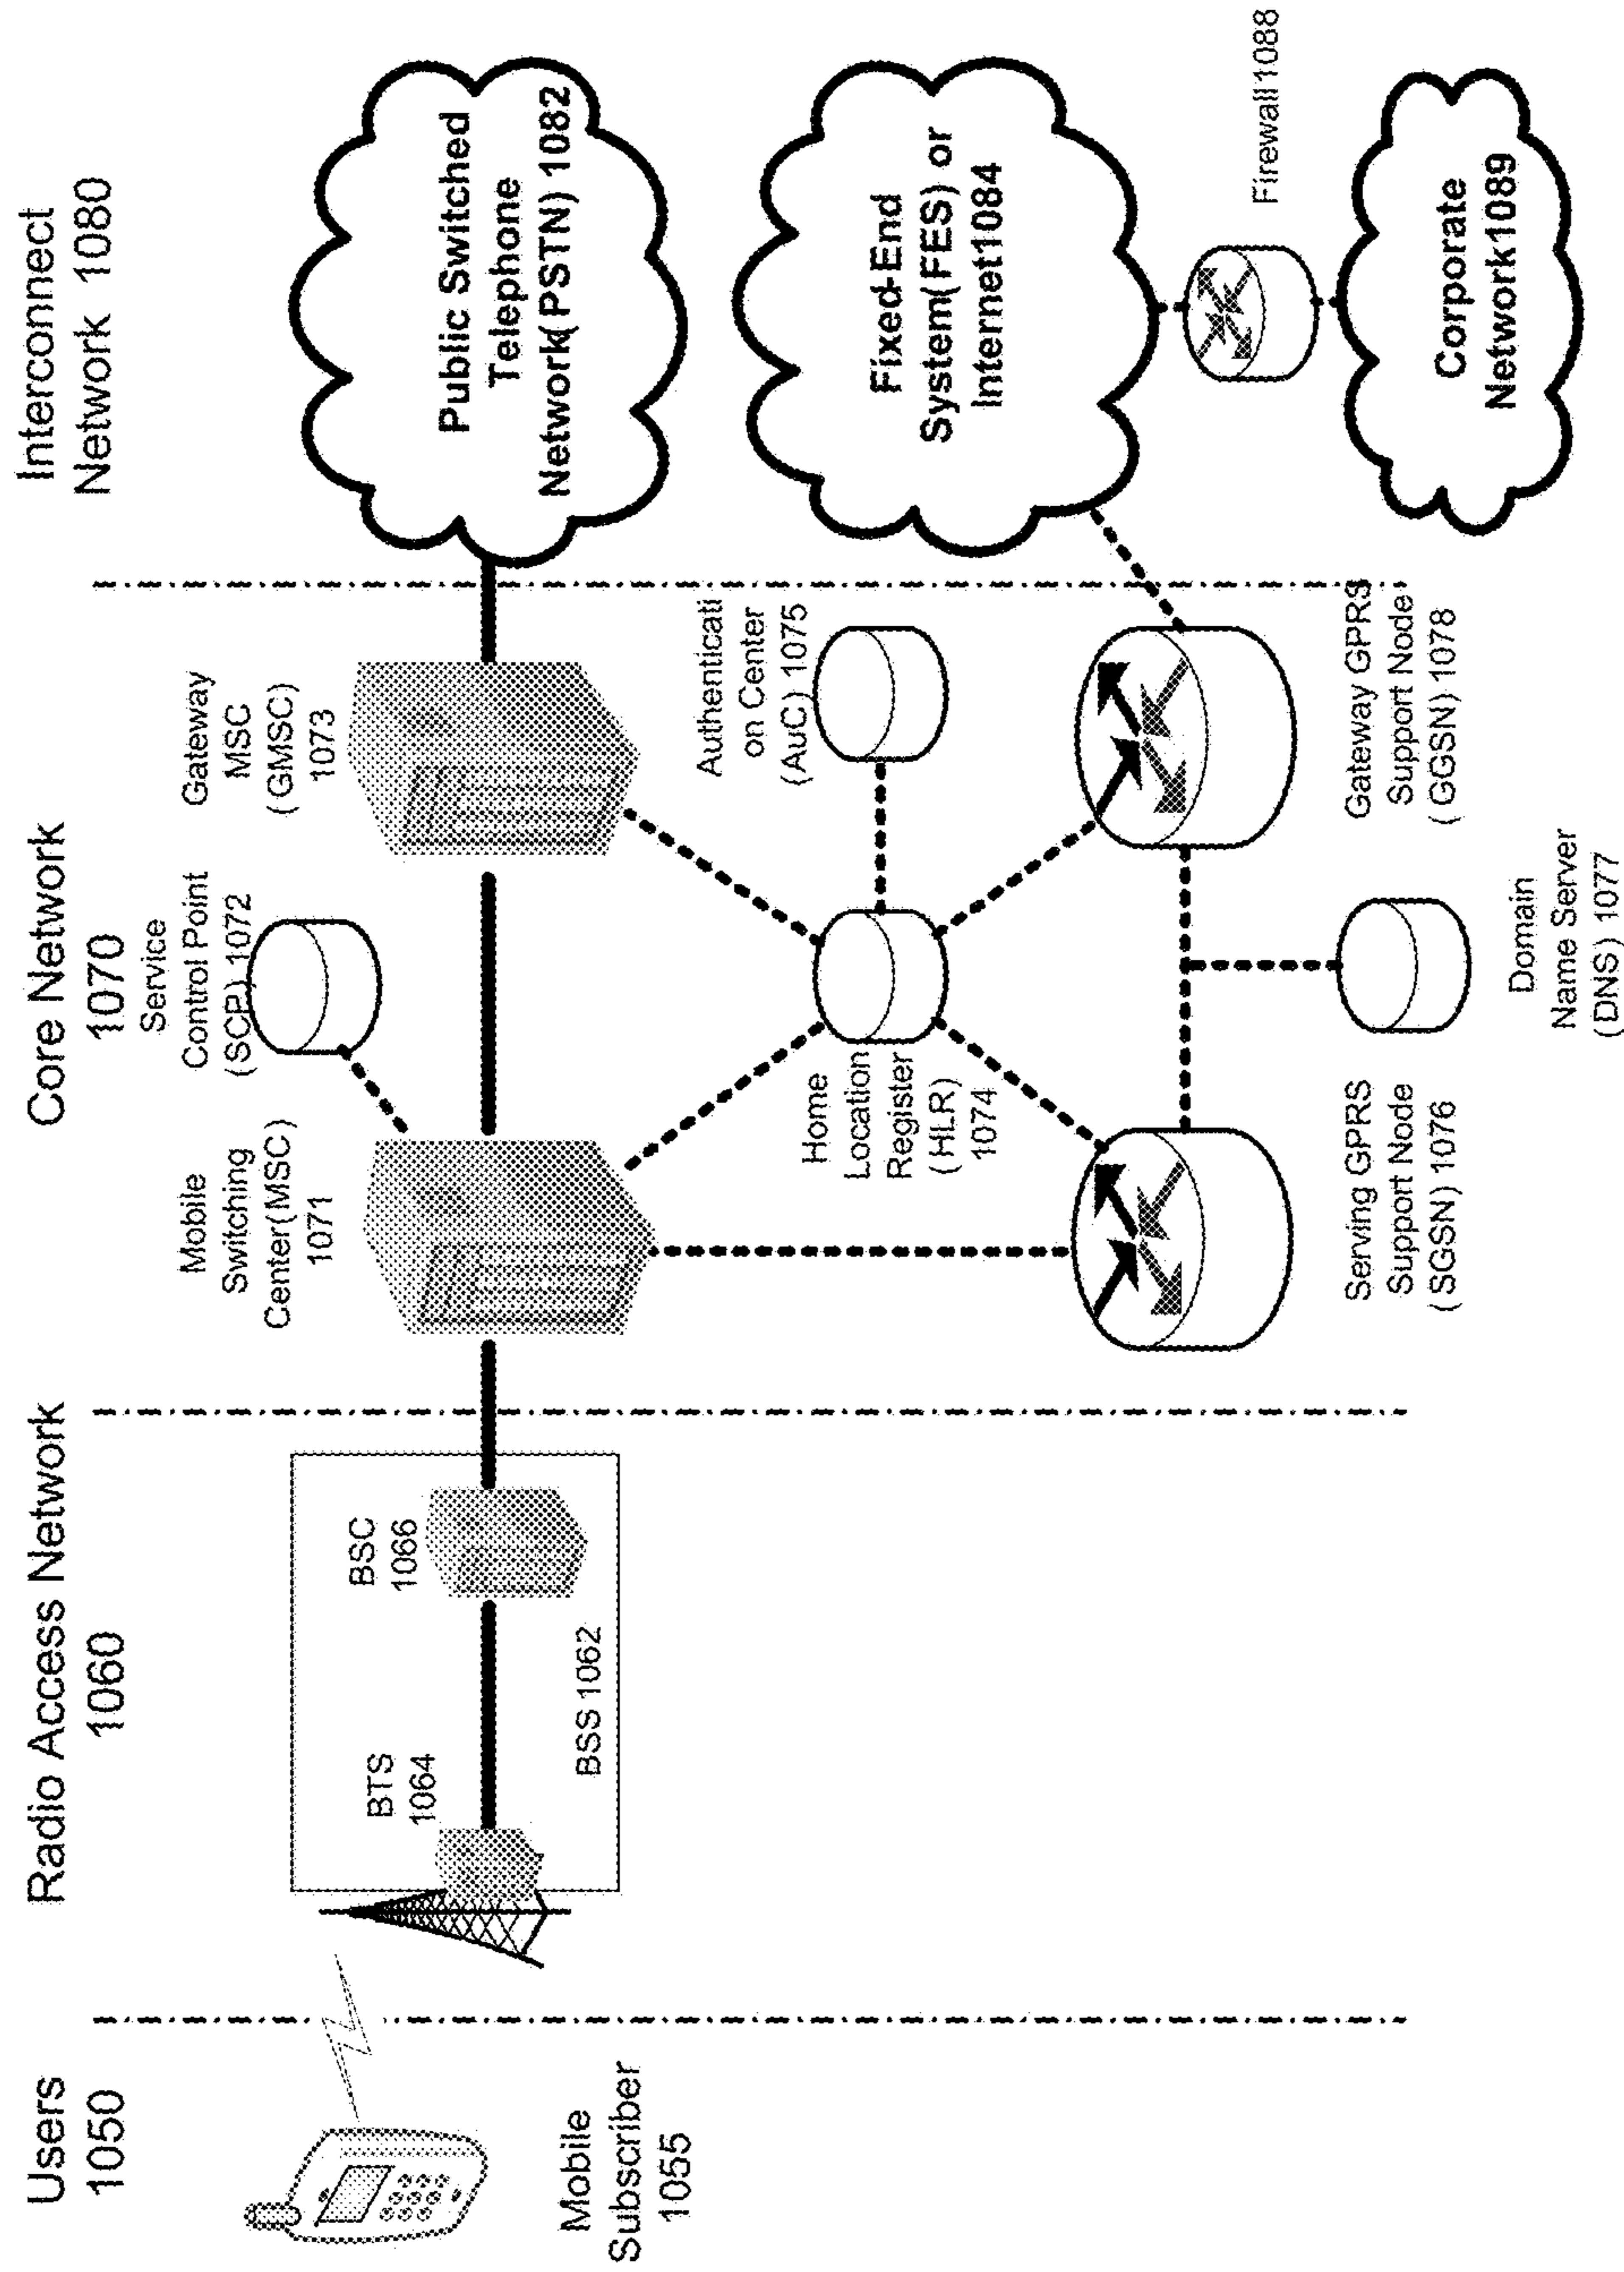 Users
1050
Radio Access Network
1060
Core Network
1070
Interconnect
Network 1080
Mobile
Subscriber
1055
BTS
1064
BSC
1066
BSS 1062
Mobile
Switching
Center(MSC)
1071
Service
Control Point
(SCP) 1072
Gateway
MSC
(GMSC)
1073
Home
Location
Register
(HLR)
1074
Authenticati
on Center
(AuC) 1075
Serving GPRS
Support Node
(SGSN) 1076
Domain
Name Server
(DNS) 1077
Gateway GPRS
Support Node
(GGSN) 1078
Public Switched
Telephone
Network(PSTN) 1082
Fixed-End
System(FES) or
Internet1084
Firewall1088
Corporate
Network1089